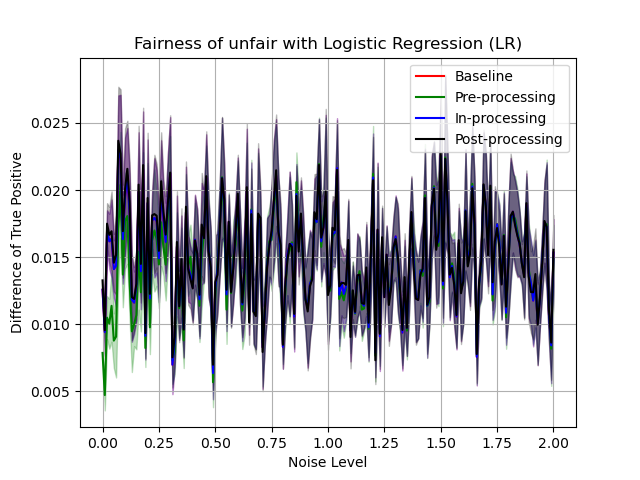 Fairness of unfair with Logistic Regression (LR)
Baseline
Pre-processing
In-processing
Post-processing
Difference of True Positive
0.025
0.020
0.015
0.010
0.005
0.00 0.25 0.50 0.75 1.00 1.25 1.50 1.75 2.00
Noise Level